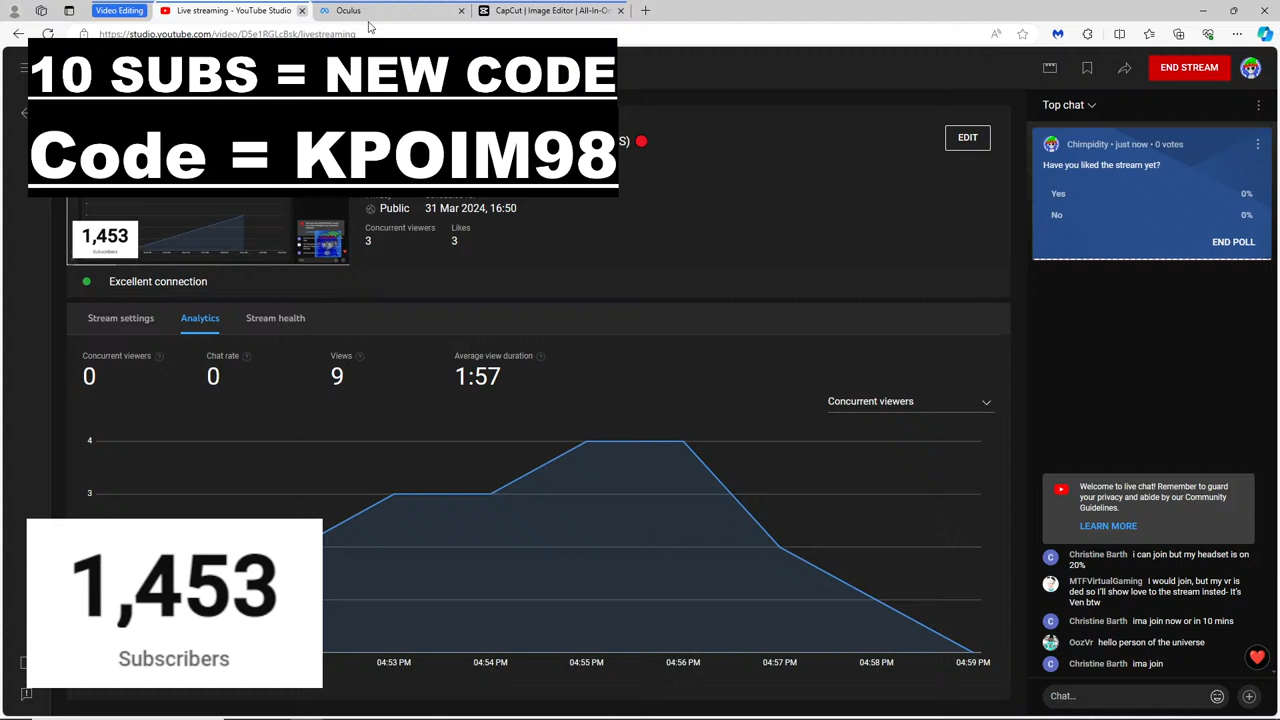 Video Editing
Live streaming - YouTube Studio
Oculus
CapCut | Image Editor | All-In-On
https://studio.youtube.com/video/D5e1RGLcBsk/livestreaming
10 SUBS = NEW CODE
Code = KPOIM98
S)
EDIT
END STREAM
Public
31 Mar 2024, 16:50
Concurrent viewers
Likes
3
3
1,453
Subscribers
Excellent connection
Stream settings
Analytics
Stream health
Concurrent viewers
Chat rate
Views
Average view duration
0
0
9
1:57
Concurrent viewers
4
3
04:53 PM
04:54 PM
04:55 PM
04:56 PM
04:57 PM
04:58 PM
04:59 PM
1,453
Subscribers
Top chat
Chimpidity • just now • 0 votes
Have you liked the stream yet?
Yes
0%
No
0%
END POLL
Welcome to live chat! Remember to guard
your privacy and abide by our Community
Guidelines.
LEARN MORE
Christine Barth i can join but my headset is on
20%
MTFVirtualGaming I would join, but my vr is
ded so I'll show love to the stream insted- It's
Ven btw
Christine Barth ima join now or in 10 mins
OozVr hello person of the universe
Christine Barth ima join
Chat...